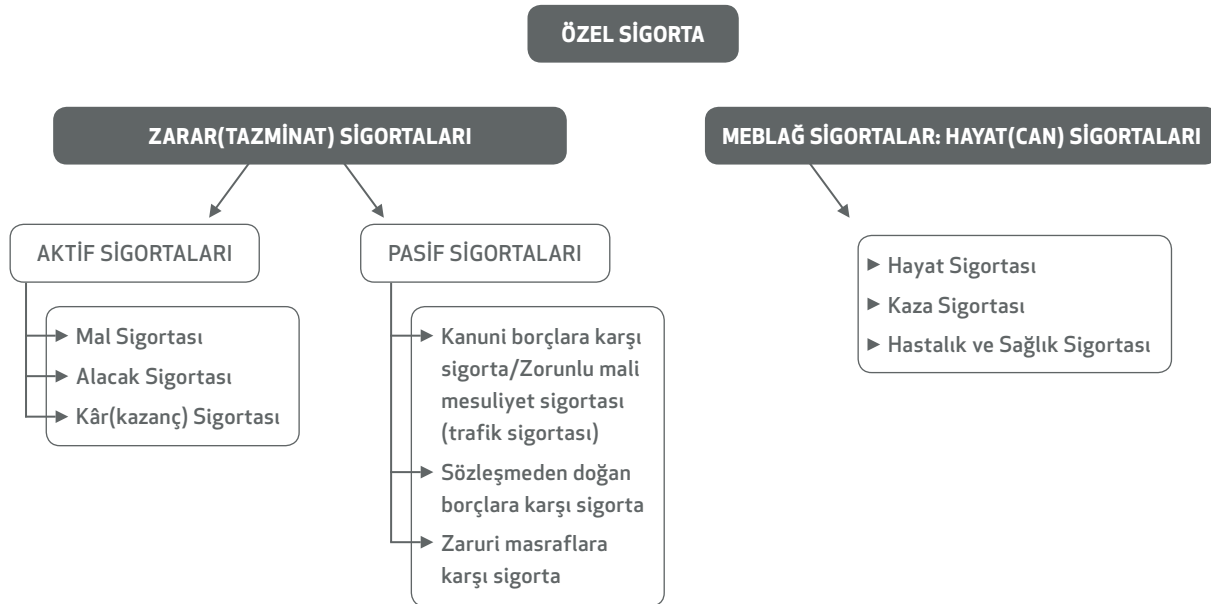 ÖZEL SİGORTA
ZARAR(TAZMİNAT) SİGORTALARI
MEBLAĞ SİGORTALAR: HAYAT(CAN) SİGORTALARI
AKTİF SİGORTALARI
PASİF SİGORTALARI
Mal Sigortası
Alacak Sigortası
Kâr(kazanç) Sigortası
Kanuni borçlara karşı
sigorta/Zorunlu mali
mesuliyet sigortası
(trafik sigortası)
Sözleşmeden doğan
borçlara karşı sigorta
Zaruri masraflara
karşı sigorta
Hayat Sigortası
Kaza Sigortası
Hastalık ve Sağlık Sigortası